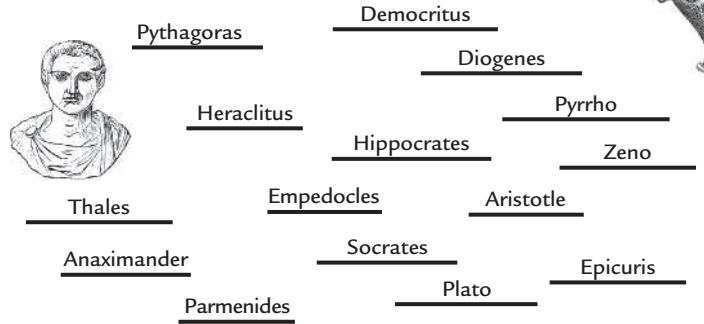 Democritus
Pythagoras
Diogenes
Pyrrho
Heraclitus
Hippocrates
Zeno
Empedocles
Aristotle
Thales
Socrates
Anaximander
Epicuris
Plato
Parmenides